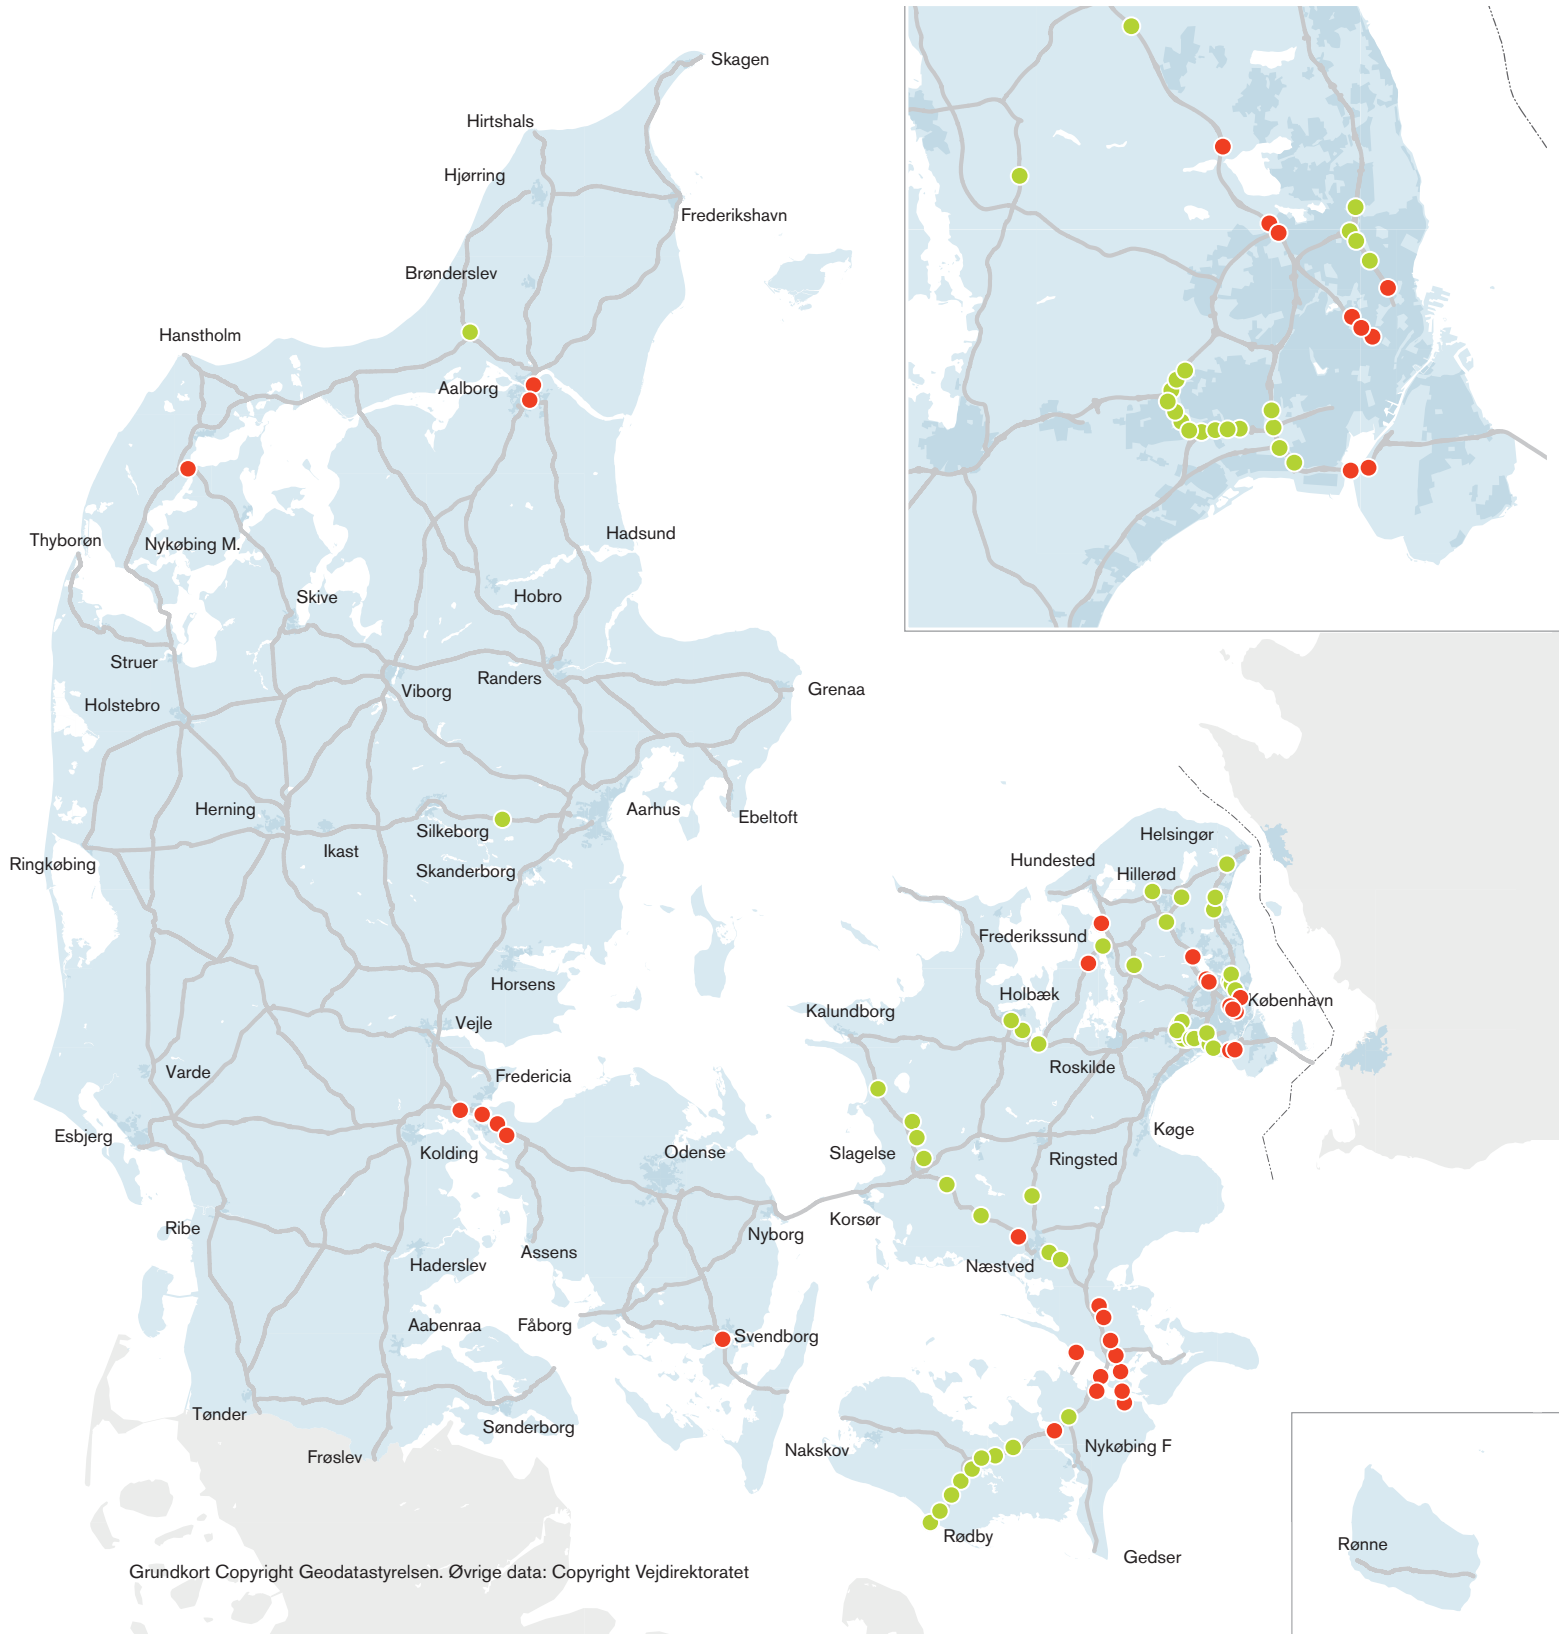 Skagen
Hirtshals
Hjørring
Frederikshavn
Brønderslev
Hanstholm
Aalborg
Hadsund
Thyborøn
Nykøbing M.
Skive
Hobro
Struer
Randers
Viborg
Grenaa
Holstebro
Herning
Aarhus
Ebeltoft
Silkeborg
Helsingør
Ikast
Hundested
Ringkøbing
Skanderborg
Hillerød
Frederikssund
Horsens
Holbæk
København
Kalundborg
Vejle
Roskilde
Varde
Fredericia
Esbjerg
Køge
Kolding
Odense
Slagelse
Ringsted
Korsør
Ribe
Nyborg
Assens
Haderslev
Næstved
Aabenraa
Fåborg
Svendborg
Tønder
Sønderborg
Nakskov
Nykøbing F
Frøslev
Rødby
Rønne
Gedser
Grundkort Copyright Geodatastyrelsen. Øvrige data: Copyright Vejdirektoratet